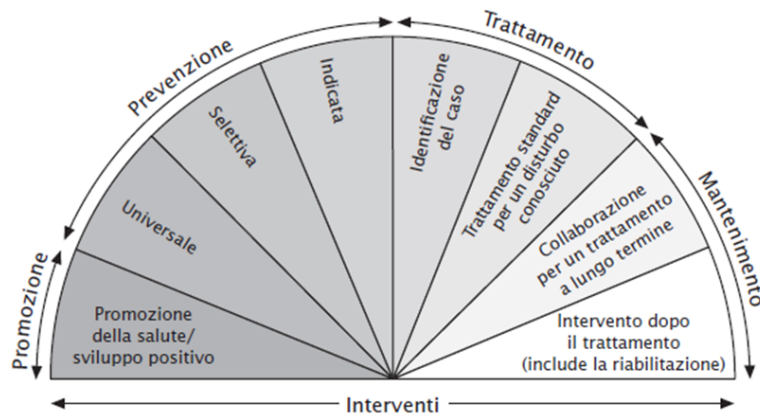 Promozione
Prevenzione
Trattamento
Mantenimento
Promozione
della salute/
sviluppo positivo
Universale
Selettiva
Indicata
Identificazione
del caso
Trattamento standard
per un disturbo
conosciuto
Collaborazione
per un trattamento
a lungo termine
Intervento dopo
il trattamento
(include la riabilitazione)
Interventi